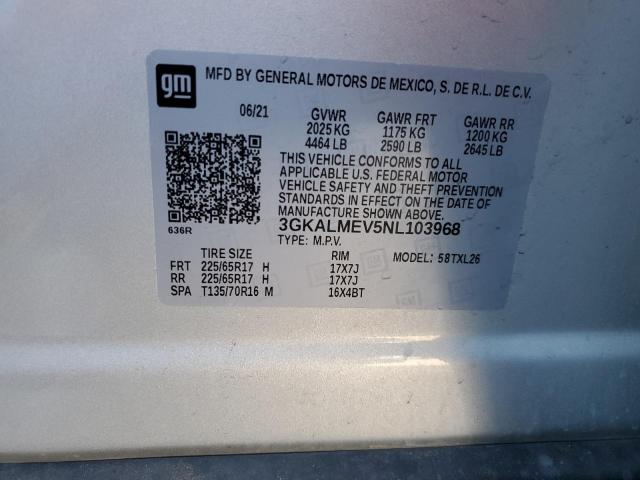 gm MFD BY GENERAL MOTORS DE MEXICO, S. DE R.L. DE C.V.
06/21 GVWR GAWR FRT GAWR RR
2025 KG 1175 KG 1200 KG
4464 LB 2590 LB 2645 LB
THIS VEHICLE CONFORMS TO ALL
APPLICABLE U.S. FEDERAL MOTOR
VEHICLE SAFETY AND THEFT PREVENTION
STANDARDS IN EFFECT ON THE DATE OF
MANUFACTURE SHOWN ABOVE.
636R 3GKALMEV5NL103968
TYPE: M.P.V.
TIRE SIZE RIM MODEL: 58TXL26
FRT 225/65R17 H 17X7J
RR 225/65R17 H 17X7J
SPA T135/70R16 M 16X4BT